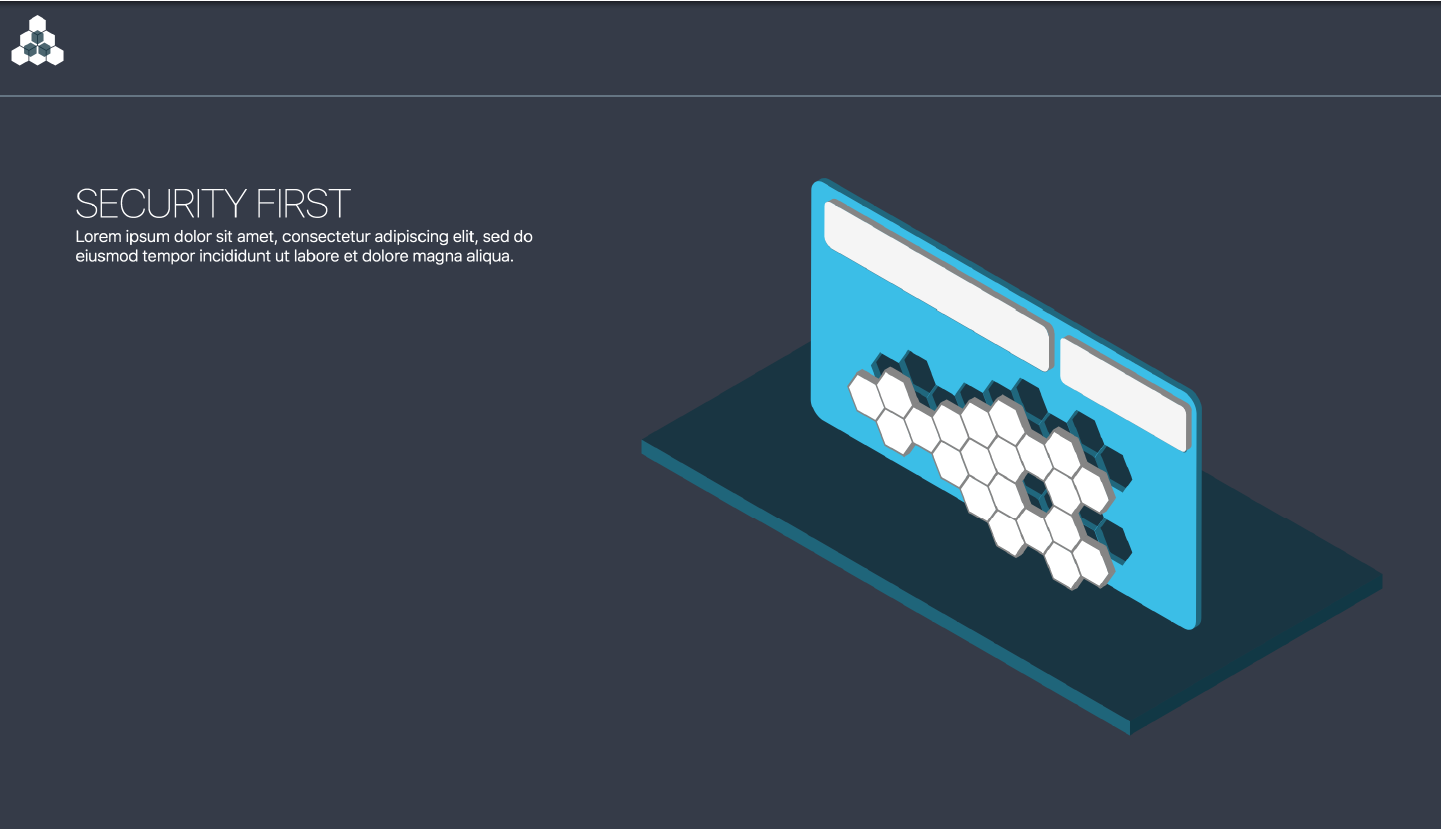 SECURITY FIRST
Lorem ipsum dolor sit amet, consectetur adipiscing elit, sed do
eiusmod tempor incididunt ut labore et dolore magna aliqua.